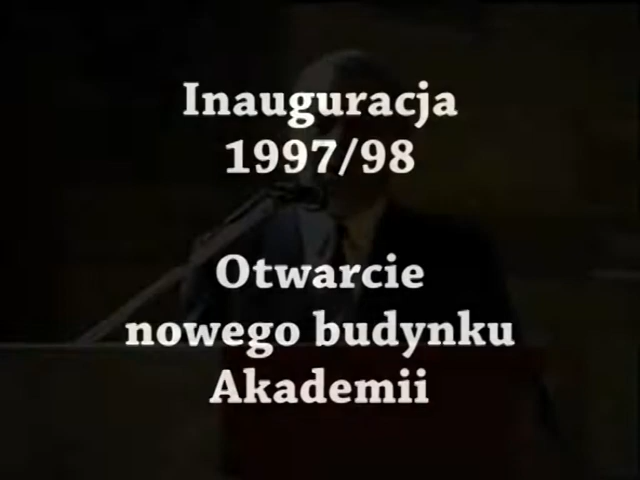 Inauguracja
1997/98
Otwarcie
nowego budynku
Akademii